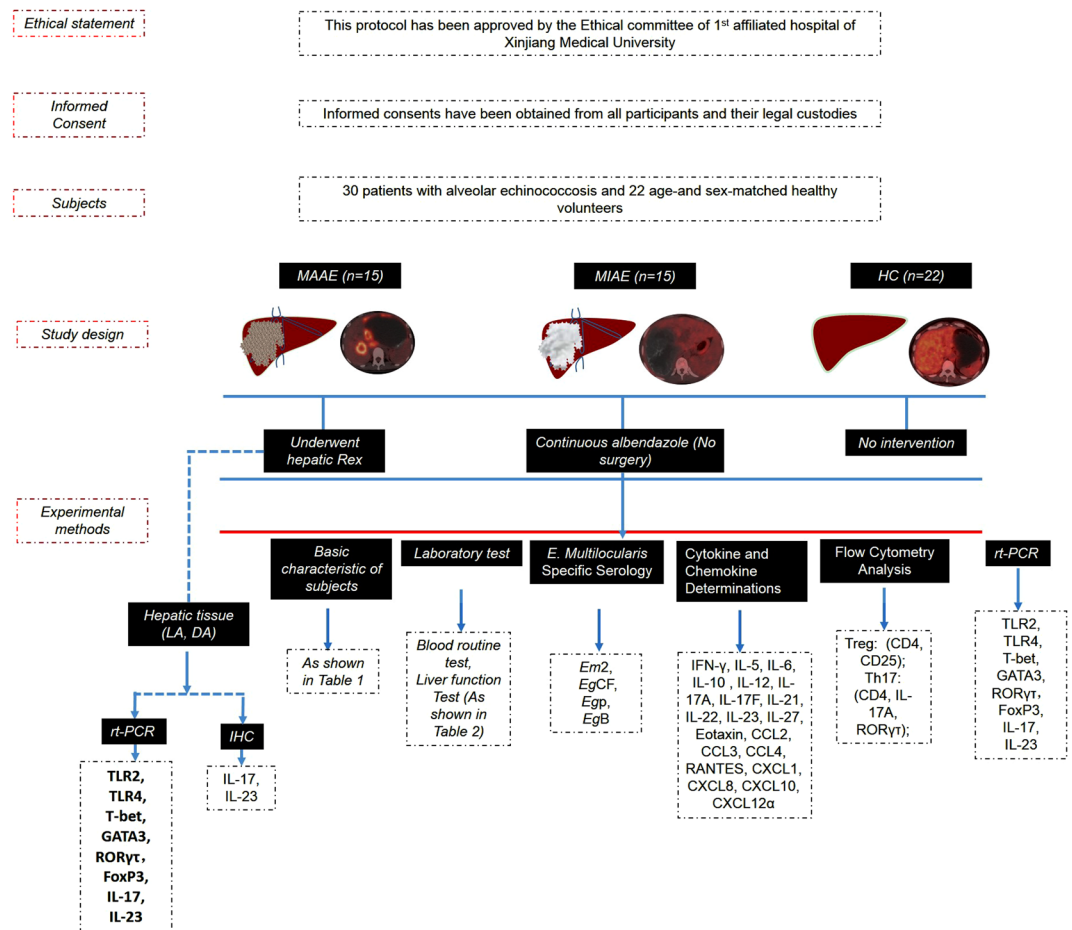 Ethical statement
This protocol has been approved by the Ethical committee of 1st affiliated hospital of
Xinjiang Medical University
Informed
Consent
Informed consents have been obtained from all participants and their legal custodies
Subjects
30 patients with alveolar echinococcosis and 22 age-and sex-matched healthy
volunteers
MAAE (n=15)
MIAE (n=15)
HC (n=22)
Study design
Underwent
hepatic Rex
Continuous albendazole (No
surgery)
No intervention
Experimental
methods
Basic
characteristic of
subjects
Laboratory test
E. Multilocularis
Specific Serology
Cytokine and
Chemokine
Determinations
Flow Cytometry
Analysis
rt-PCR
Hepatic tissue
(LA, DA)
As shown
in Table 1
Blood routine
test,
Liver function
Test (As
shown in
Table 2)
Em2,
EgCF,
Egp,
EgB
IFN-γ, IL-5, IL-6,
IL-10 , IL-12, IL-
17A, IL-17F, IL-21,
IL-22, IL-23, IL-27,
Eotaxin, CCL2,
CCL3, CCL4,
RANTES, CXCL1,
CXCL8, CXCL10,
CXCL12α
Treg: (CD4,
CD25);
Th17:
(CD4, IL-
17A,
RORγτ);
TLR2,
TLR4,
T-bet,
GATA3,
RORγτ,
FoxP3,
IL-17,
IL-23
rt-PCR
IHC
TLR2,
TLR4,
T-bet,
GATA3,
RORγτ,
FoxP3,
IL-17,
IL-23
IL-17,
IL-23